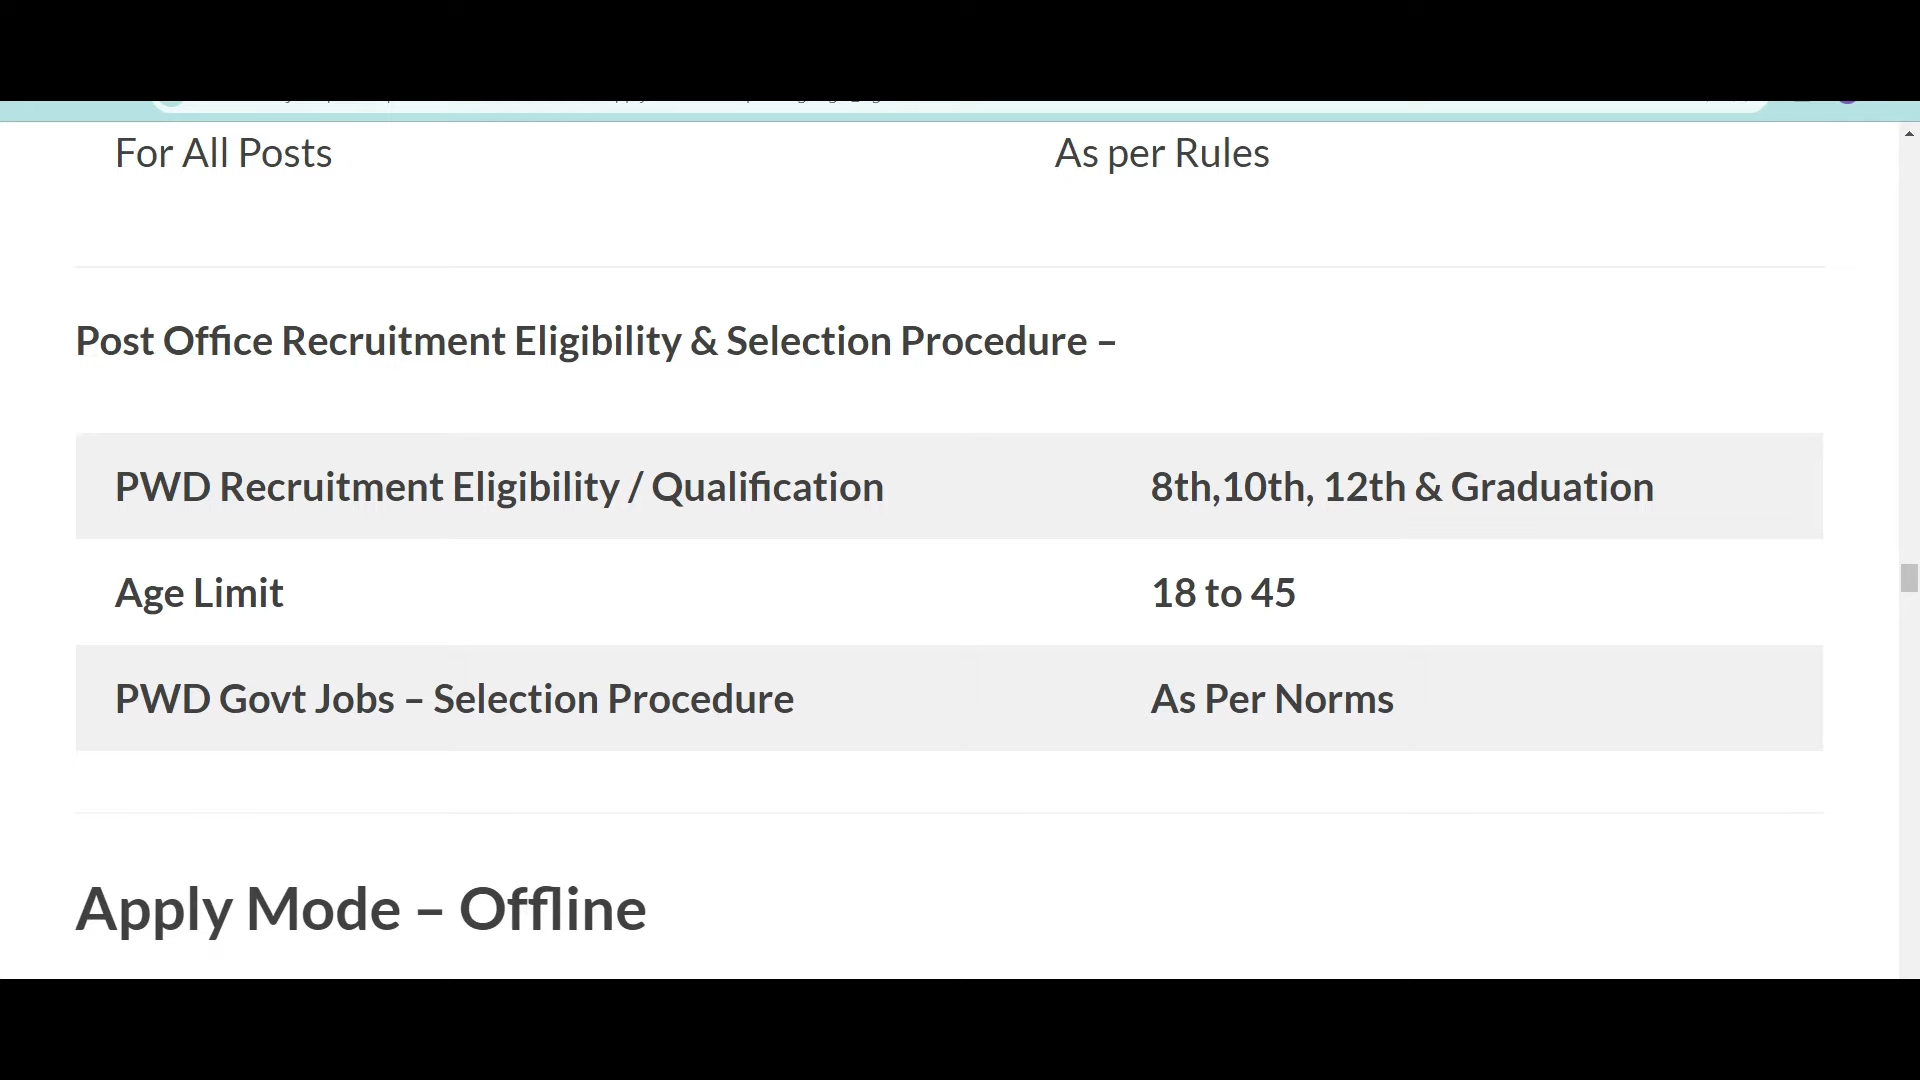 For All Posts As per Rules
Post Office Recruitment Eligibility & Selection Procedure –
PWD Recruitment Eligibility / Qualification 8th,10th, 12th & Graduation
Age Limit 18 to 45
PWD Govt Jobs – Selection Procedure As Per Norms
Apply Mode – Offline